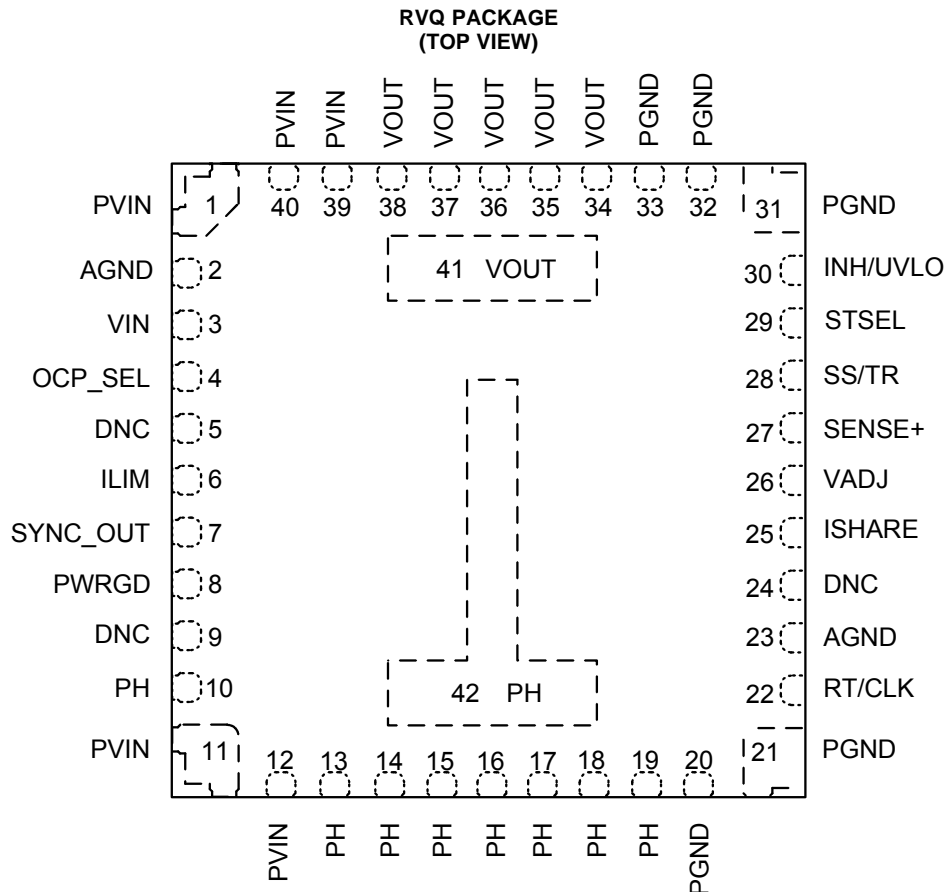 RVQ PACKAGE
(TOP VIEW)
PVIN PVIN VOUT VOUT VOUT VOUT VOUT PGND PGND
40 39 38 37 36 35 34 33 32
PVIN 1 31 PGND
AGND 2 41 VOUT 30 INH/UVLO
VIN 3 29 STSEL
OCP_SEL 4 28 SS/TR
DNC 5 27 SENSE+
ILIM 6 26 VADJ
SYNC_OUT 7 25 ISHARE
PWRGD 8 24 DNC
DNC 9 23 AGND
PH 10 42 PH 22 RT/CLK
PVIN 11 21 PGND
12 13 14 15 16 17 18 19 20
PVIN PH PH PH PH PH PH PH PGND